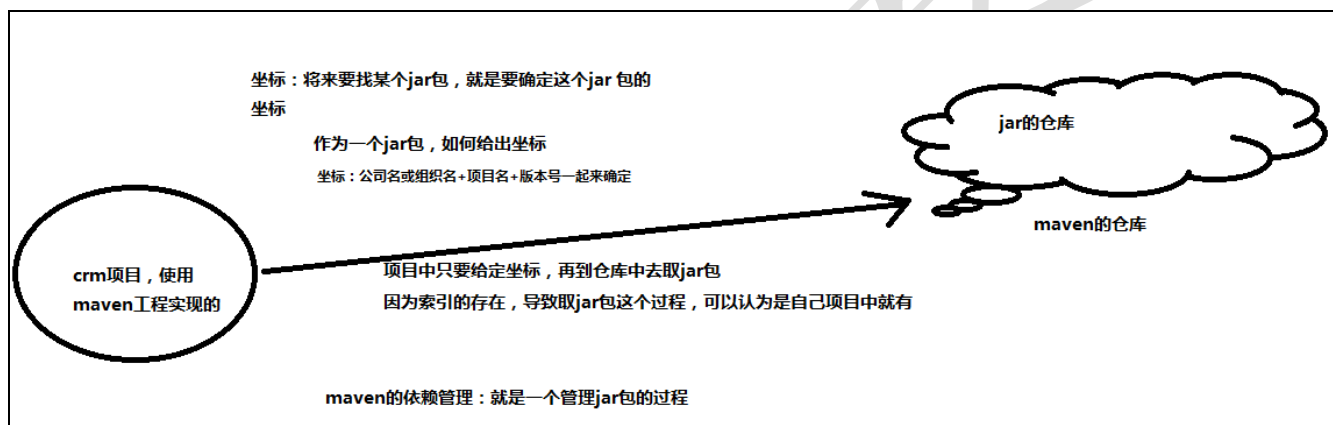 坐标：将来要找某个jar包，就是要确定这个jar 包的
坐标
作为一个jar包，如何给出坐标
坐标：公司名或组织名+项目名+版本号一起来确定
jar的仓库
maven的仓库
crm项目，使用
maven工程实现的
项目中只要给定坐标，再到仓库中去取jar包
因为索引的存在，导致取jar包这个过程，可以认为是自己项目中就有
maven的依赖管理：就是一个管理jar包的过程